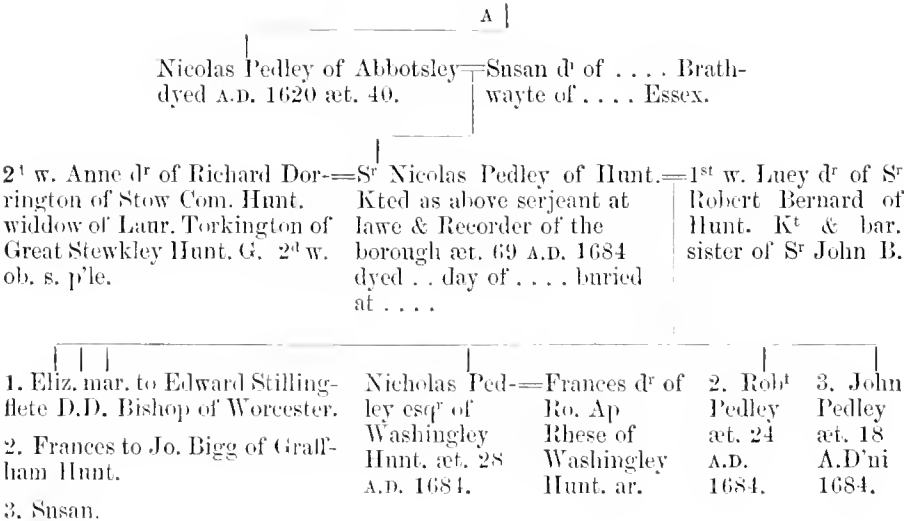 A
Nicolas Pedley of Abbotsley
dyed A.D. 1620 æt. 40.
Susan dʳ of . . . . Brath-
wayte of . . . . Essex.
2ᵈ w. Anne dʳ of Richard Dor-
rington of Stow Com. Hunt.
widdow of Laur. Torkington of
Great Stewkley Hunt. G. 2ᵈ w.
ob. s. p'le.
Sʳ Nicolas Pedley of Hunt.
Kted as above serjeant at
lawe & Recorder of the
borough æt. 69 A.D. 1684
dyed . . day of . . . . buried
at . . . .
1ˢᵗ w. Lucy dʳ of Sʳ
Robert Bernard of
Hunt. Kᵗ & bar.
sister of Sʳ John B.
1. Eliz. mar. to Edward Stilling-
flete D.D. Bishop of Worcester.
2. Frances to Jo. Bigg of Graff-
ham Hunt.
3. Susan.
Nicholas Ped-
ley esqʳ of
Washingley
Hunt. æt. 28
A.D. 1684.
Frances dʳ of
Ro. Ap
Rhese of
Washingley
Hunt. ar.
2. Robᵗ
Pedley
æt. 24
A.D.
1684.
3. John
Pedley
æt. 18
A.D'ni
1684.